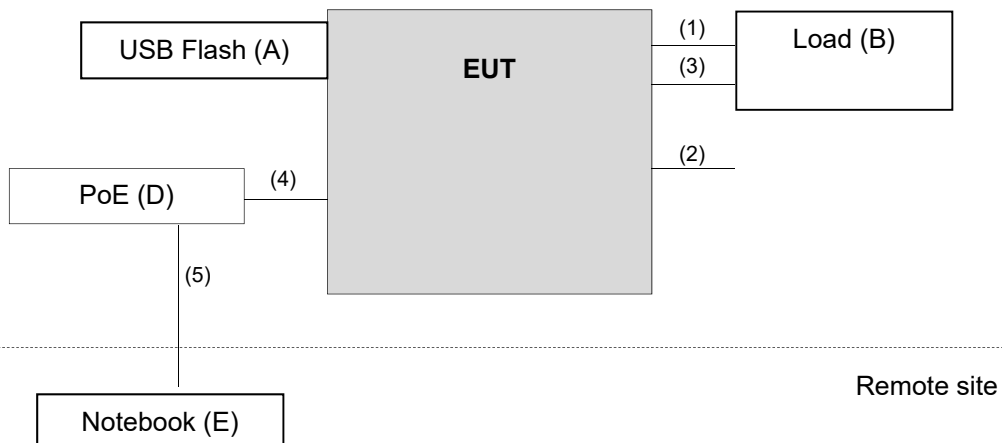 USB Flash (A)
EUT
(1)
Load (B)
(3)
(2)
PoE (D)
(4)
(5)
Remote site
Notebook (E)